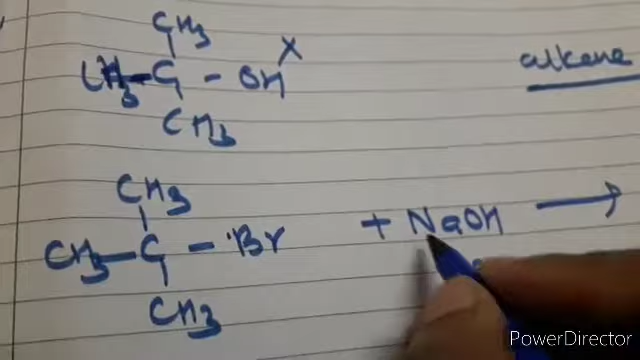 CH3
CH3-C-OH X
CH3
alkene
CH3
CH3-C-Br + NaOH →
CH3
PowerDirector